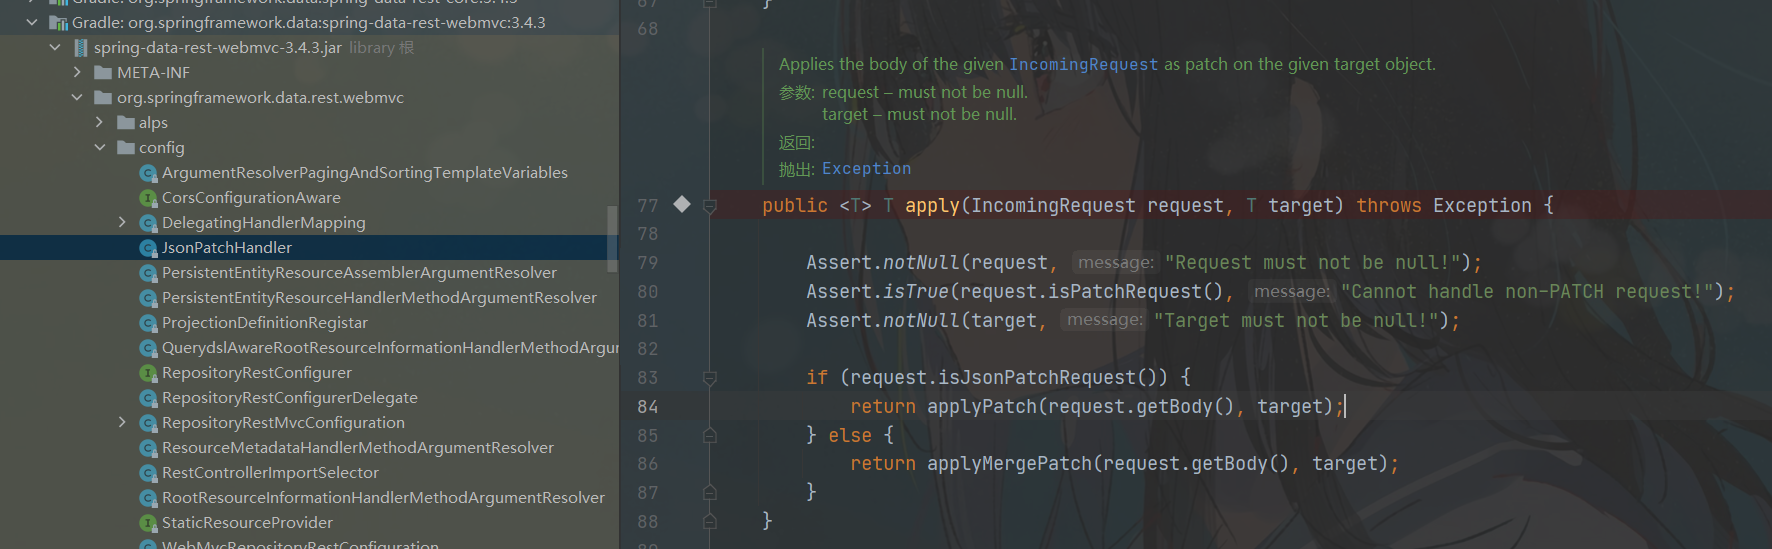 Gradle: org.springframework.data:spring-data-rest-core:3.4.3
Gradle: org.springframework.data:spring-data-rest-webmvc:3.4.3
spring-data-rest-webmvc-3.4.3.jar library 根
META-INF
org.springframework.data.rest.webmvc
alps
config
ArgumentResolverPagingAndSortingTemplateVariables
CorsConfigurationAware
DelegatingHandlerMapping
JsonPatchHandler
PersistentEntityResourceAssemblerArgumentResolver
PersistentEntityResourceHandlerMethodArgumentResolver
ProjectionDefinitionRegistar
QuerydslAwareRootResourceInformationHandlerMethodArgu
RepositoryRestConfigurer
RepositoryRestConfigurerDelegate
RepositoryRestMvcConfiguration
ResourceMetadataHandlerMethodArgumentResolver
RestControllerImportSelector
RootResourceInformationHandlerMethodArgumentResolver
StaticResourceProvider
WebMvcRepositoryRestConfiguration
67 }
68
Applies the body of the given IncomingRequest as patch on the given target object.
参数: request – must not be null.
target – must not be null.
返回:
抛出: Exception
77 public <T> T apply(IncomingRequest request, T target) throws Exception {
78
79 Assert.notNull(request, message: "Request must not be null!");
80 Assert.isTrue(request.isPatchRequest(), message: "Cannot handle non-PATCH request!");
81 Assert.notNull(target, message: "Target must not be null!");
82
83 if (request.isJsonPatchRequest()) {
84 return applyPatch(request.getBody(), target);
85 } else {
86 return applyMergePatch(request.getBody(), target);
87 }
88 }